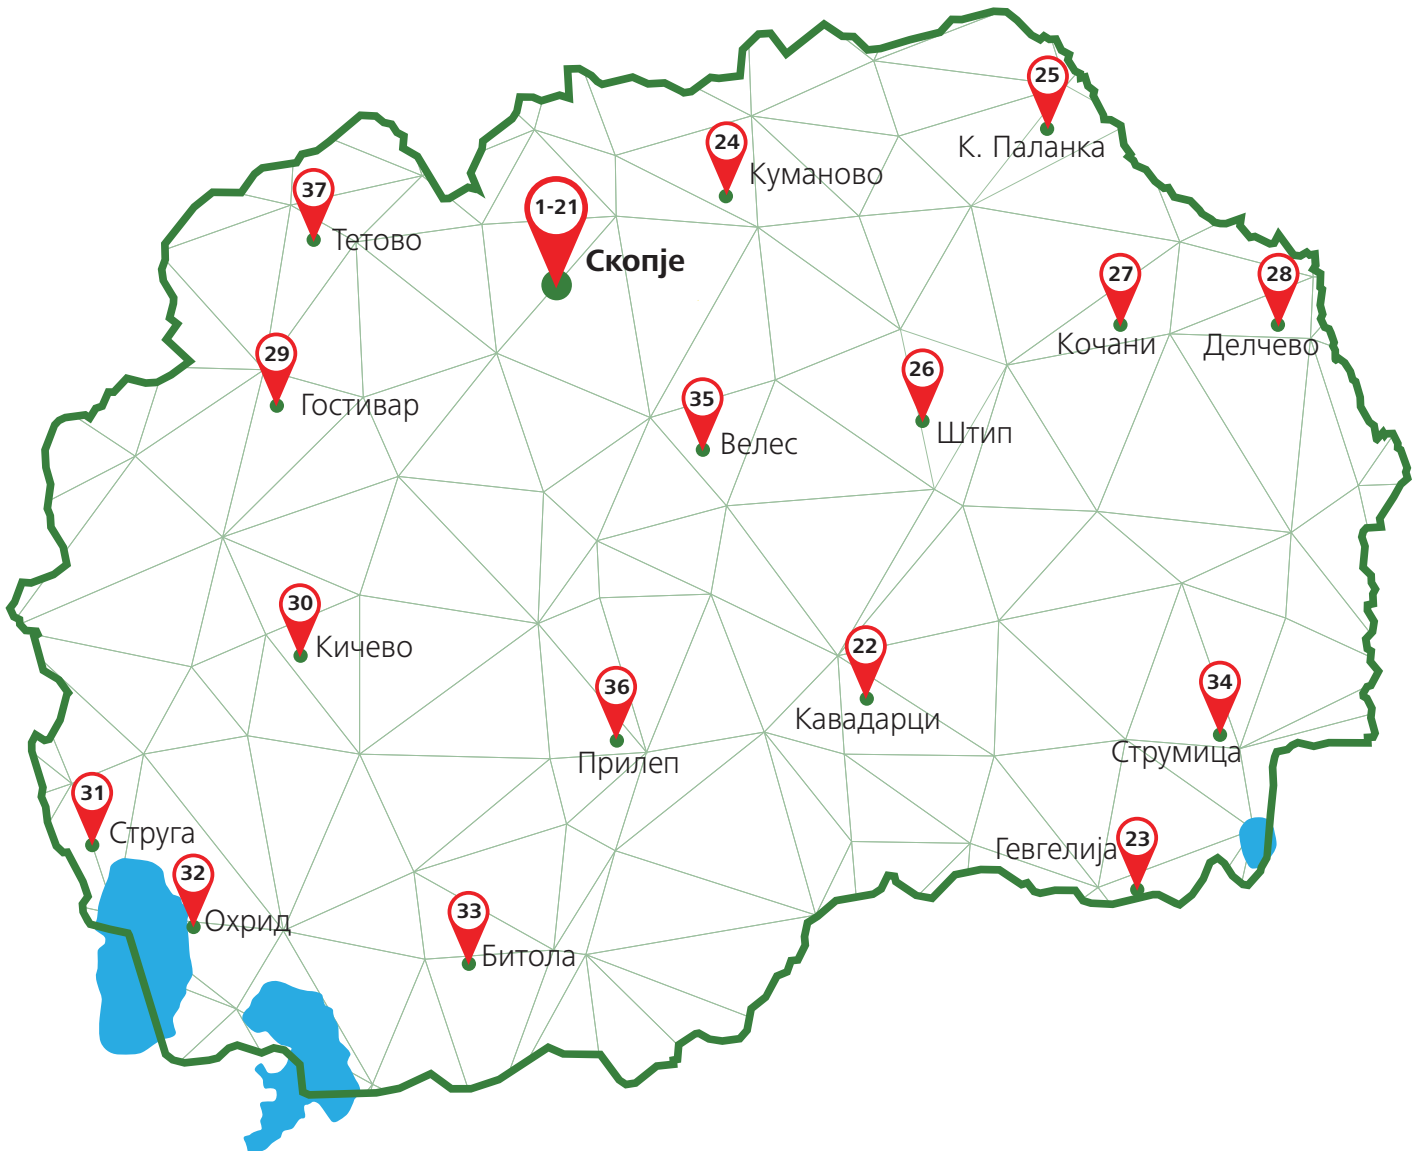 25
К. Паланка
24
Куманово
37
Тетово
1-21
Скопје
27
Кочани
28
Делчево
29
Гостивар
26
Штип
35
Велес
30
Кичево
22
Кавадарци
36
Прилеп
34
Струмица
31
Струга
23
Гевгелија
32
Охрид
33
Битола